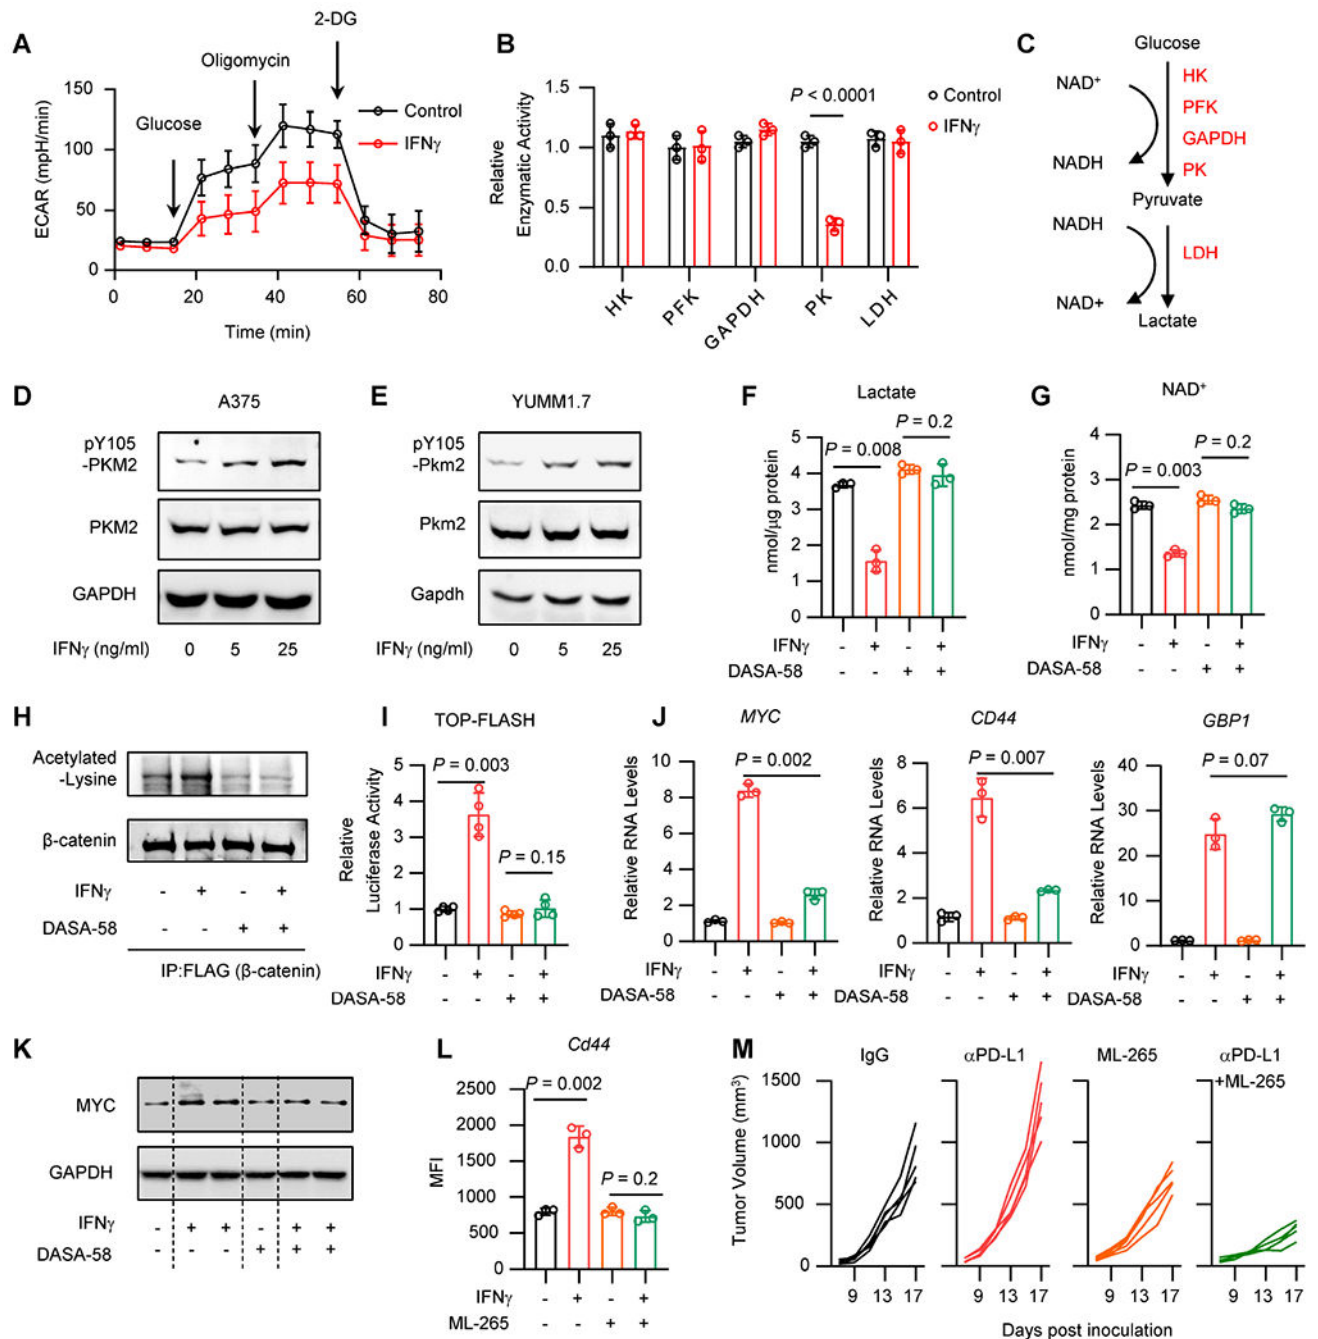 A
2-DG
Oligomycin
Glucose
Control
IFNγ
ECAR (mpH/min)
150
100
50
0
0 20 40 60 80
Time (min)
B
P < 0.0001
Control
IFNγ
Relative
Enzymatic Activity
1.5
1.0
0.5
0.0
HK PFK GAPDH PK LDH
C
Glucose
NAD⁺
HK
PFK
GAPDH
NADH
PK
Pyruvate
NADH
LDH
NAD+
Lactate
D
A375
pY105
-PKM2
PKM2
GAPDH
IFNγ (ng/ml) 0 5 25
E
YUMM1.7
pY105
-Pkm2
Pkm2
Gapdh
IFNγ (ng/ml) 0 5 25
F
Lactate
P = 0.2
P = 0.008
nmol/μg protein
5
4
3
2
1
0
IFNγ - + - +
DASA-58 - - + +
G
NAD⁺
P = 0.2
P = 0.003
nmol/mg protein
4
3
2
1
0
IFNγ - + - +
DASA-58 - - + +
H
Acetylated
-Lysine
β-catenin
IFNγ - + - +
DASA-58 - - + +
IP:FLAG (β-catenin)
I
TOP-FLASH
P = 0.003
P = 0.15
Relative
Luciferase Activity
5
4
3
2
1
0
IFNγ - + - +
DASA-58 - - + +
J
MYC
P = 0.002
Relative RNA Levels
10
8
6
4
2
0
IFNγ - + - +
DASA-58 - - + +
CD44
P = 0.007
Relative RNA Levels
8
6
4
2
0
IFNγ - + - +
DASA-58 - - + +
GBP1
P = 0.07
Relative RNA Levels
40
30
20
10
0
IFNγ - + - +
DASA-58 - - + +
K
MYC
GAPDH
IFNγ - + + - + +
DASA-58 - - - + + +
L
Cd44
P = 0.002
P = 0.2
MFI
2500
2000
1500
1000
500
0
IFNγ - + - +
ML-265 - - + +
M
IgG
αPD-L1
ML-265
αPD-L1
+ML-265
Tumor Volume (mm³)
1500
1000
500
0
9 13 17 9 13 17 9 13 17 9 13 17
Days post inoculation